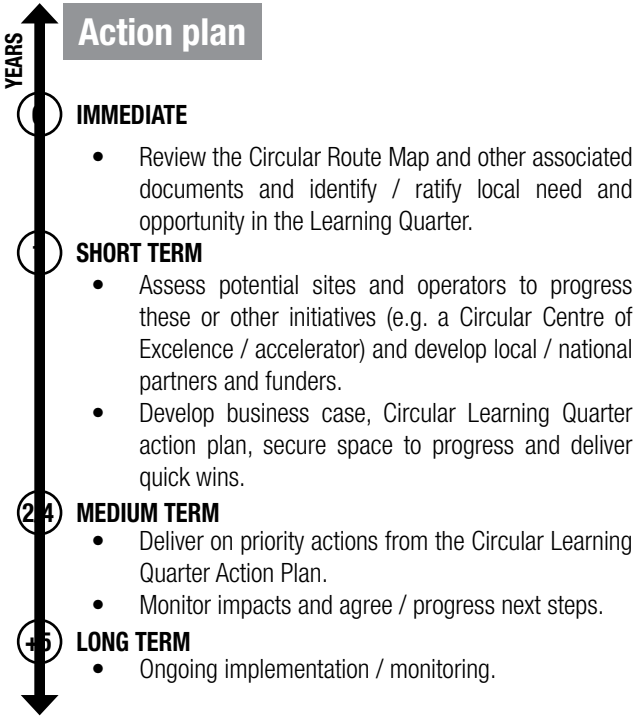 YEARS
Action plan
IMMEDIATE
• Review the Circular Route Map and other associated
documents and identify / ratify local need and
opportunity in the Learning Quarter.
SHORT TERM
• Assess potential sites and operators to progress
these or other initiatives (e.g. a Circular Centre of
Excelence / accelerator) and develop local / national
partners and funders.
• Develop business case, Circular Learning Quarter
action plan, secure space to progress and deliver
quick wins.
2-4 MEDIUM TERM
• Deliver on priority actions from the Circular Learning
Quarter Action Plan.
• Monitor impacts and agree / progress next steps.
+5 LONG TERM
• Ongoing implementation / monitoring.